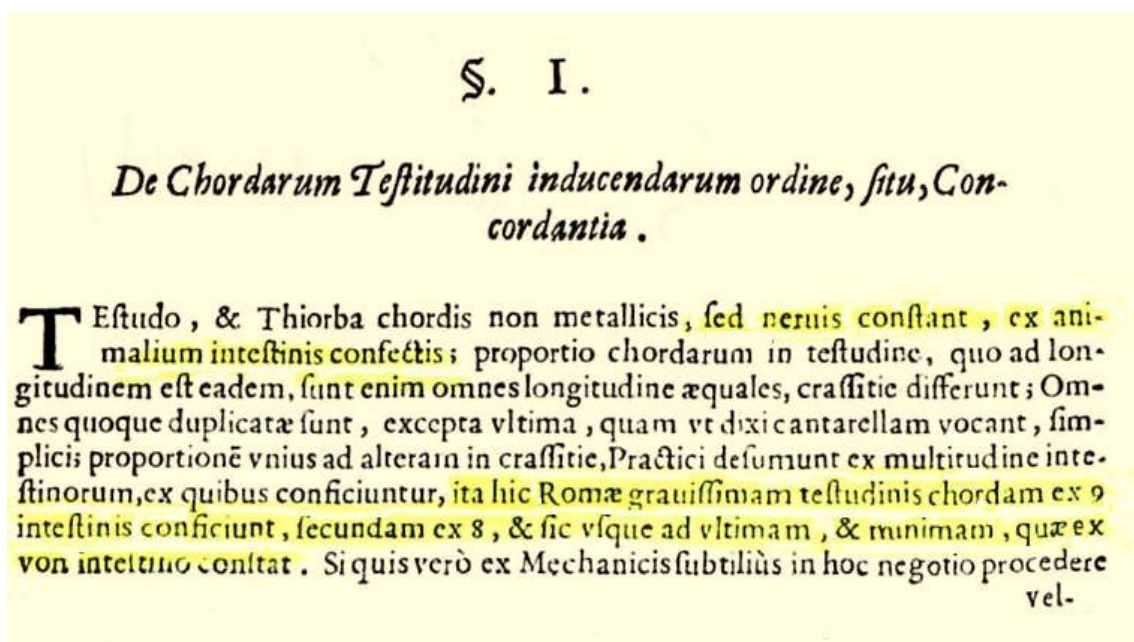 §. I.
De Chordarum Teſtitudini inducendarum ordine, ſitu, Con-
cordantia.
TEſtudo, & Thiorba chordis non metallicis, ſed neruis conſtant, ex ani-
malium inteſtinis confectis; proportio chordarum in teſtudine, quo ad lon-
gitudinem eſt eadem, ſunt enim omnes longitudine æquales, craſſitie differunt; Om-
nes quoque duplicatæ ſunt, excepta vltima, quam vt dixi cantarellam vocant, ſim-
plicis proportionē vnius ad alteram in craſſitie, Practici deſumunt ex multitudine inte-
ſtinorum, ex quibus conficiuntur, ita hic Romæ grauiſſimam teſtudinis chordam ex 9
inteſtinis conficiunt, ſecundam ex 8, & ſic vſque ad vltimam, & minimam, quæ ex
von inteſtino conſtat. Si quis verò ex Mechanicis ſubtiliùs in hoc negotio procedere
vel-